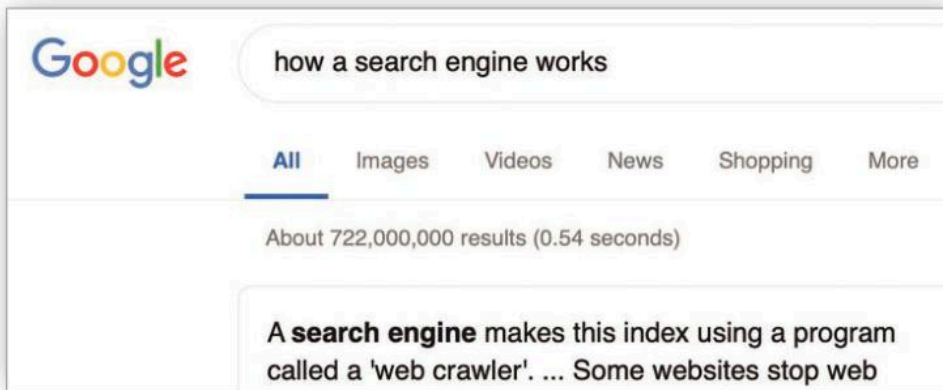 Google
how a search engine works
All Images Videos News Shopping More
About 722,000,000 results (0.54 seconds)
A search engine makes this index using a program
called a 'web crawler'. ... Some websites stop web